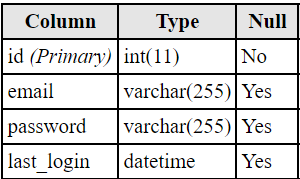 Column Type Null
id (Primary) int(11) No
email varchar(255) Yes
password varchar(255) Yes
last_login datetime Yes